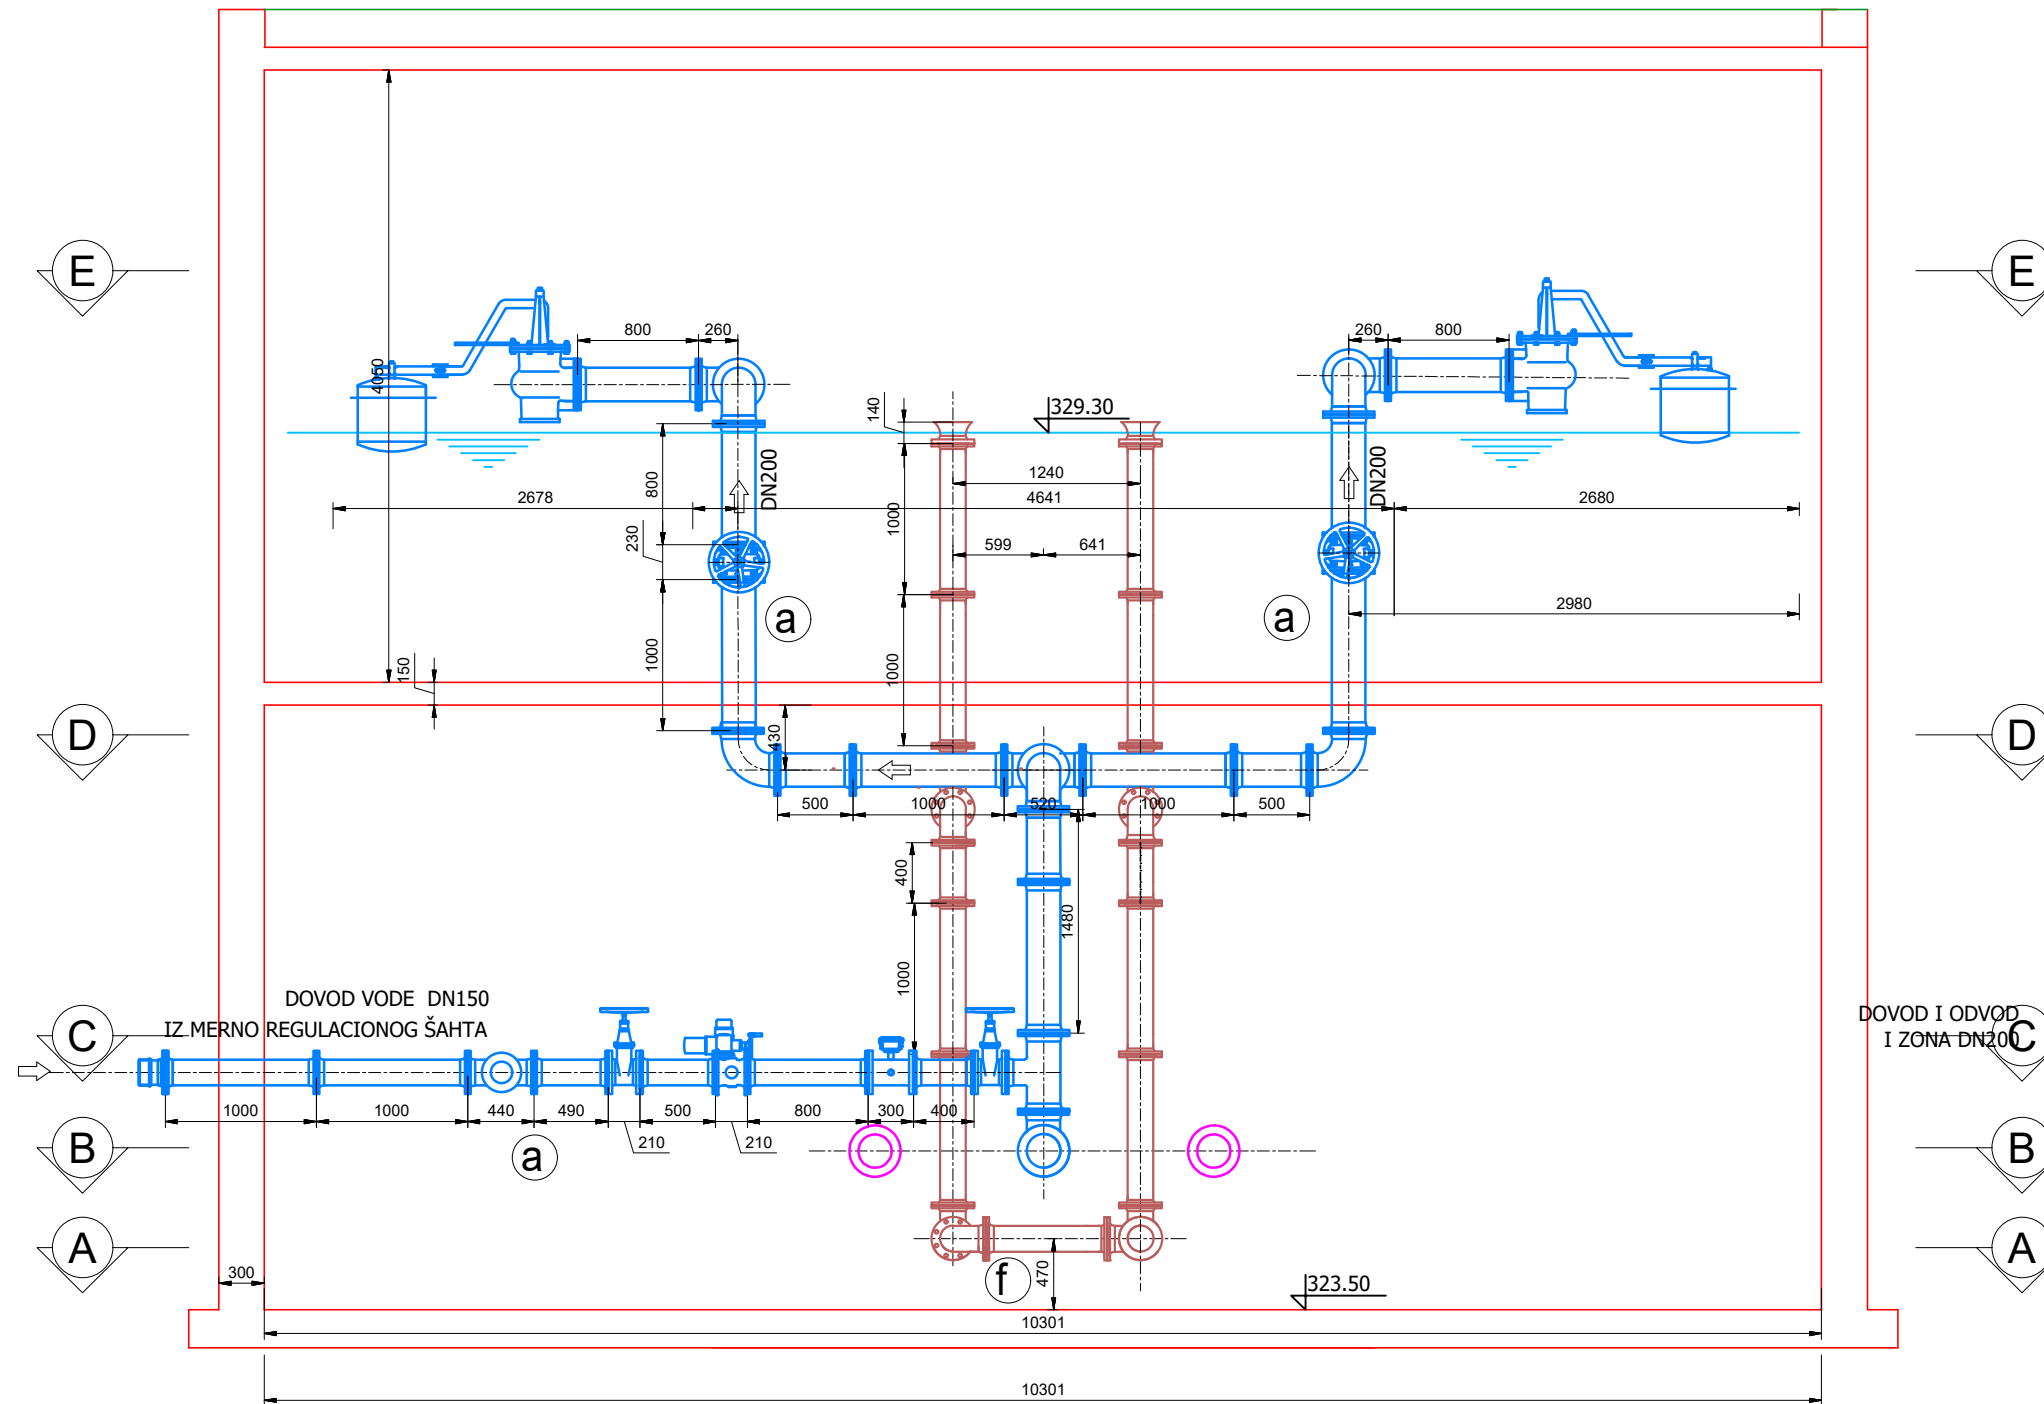 E
E
800
260
260
800
4050
140
329.30
800
DN200
1240
DN200
2678
4641
2680
1000
230
599
641
a
a
2980
150
1000
1000
D
430
D
500
1000
520
1000
500
400
1480
1000
DOVOD VODE DN150
IZ MERNO REGULACIONOG ŠAHTA
C
DOVOD I ODVOD
I ZONA DN200
C
1000
1000
440
490
210
500
210
800
300
400
B
a
B
A
300
f
470
323.50
A
10301
10301